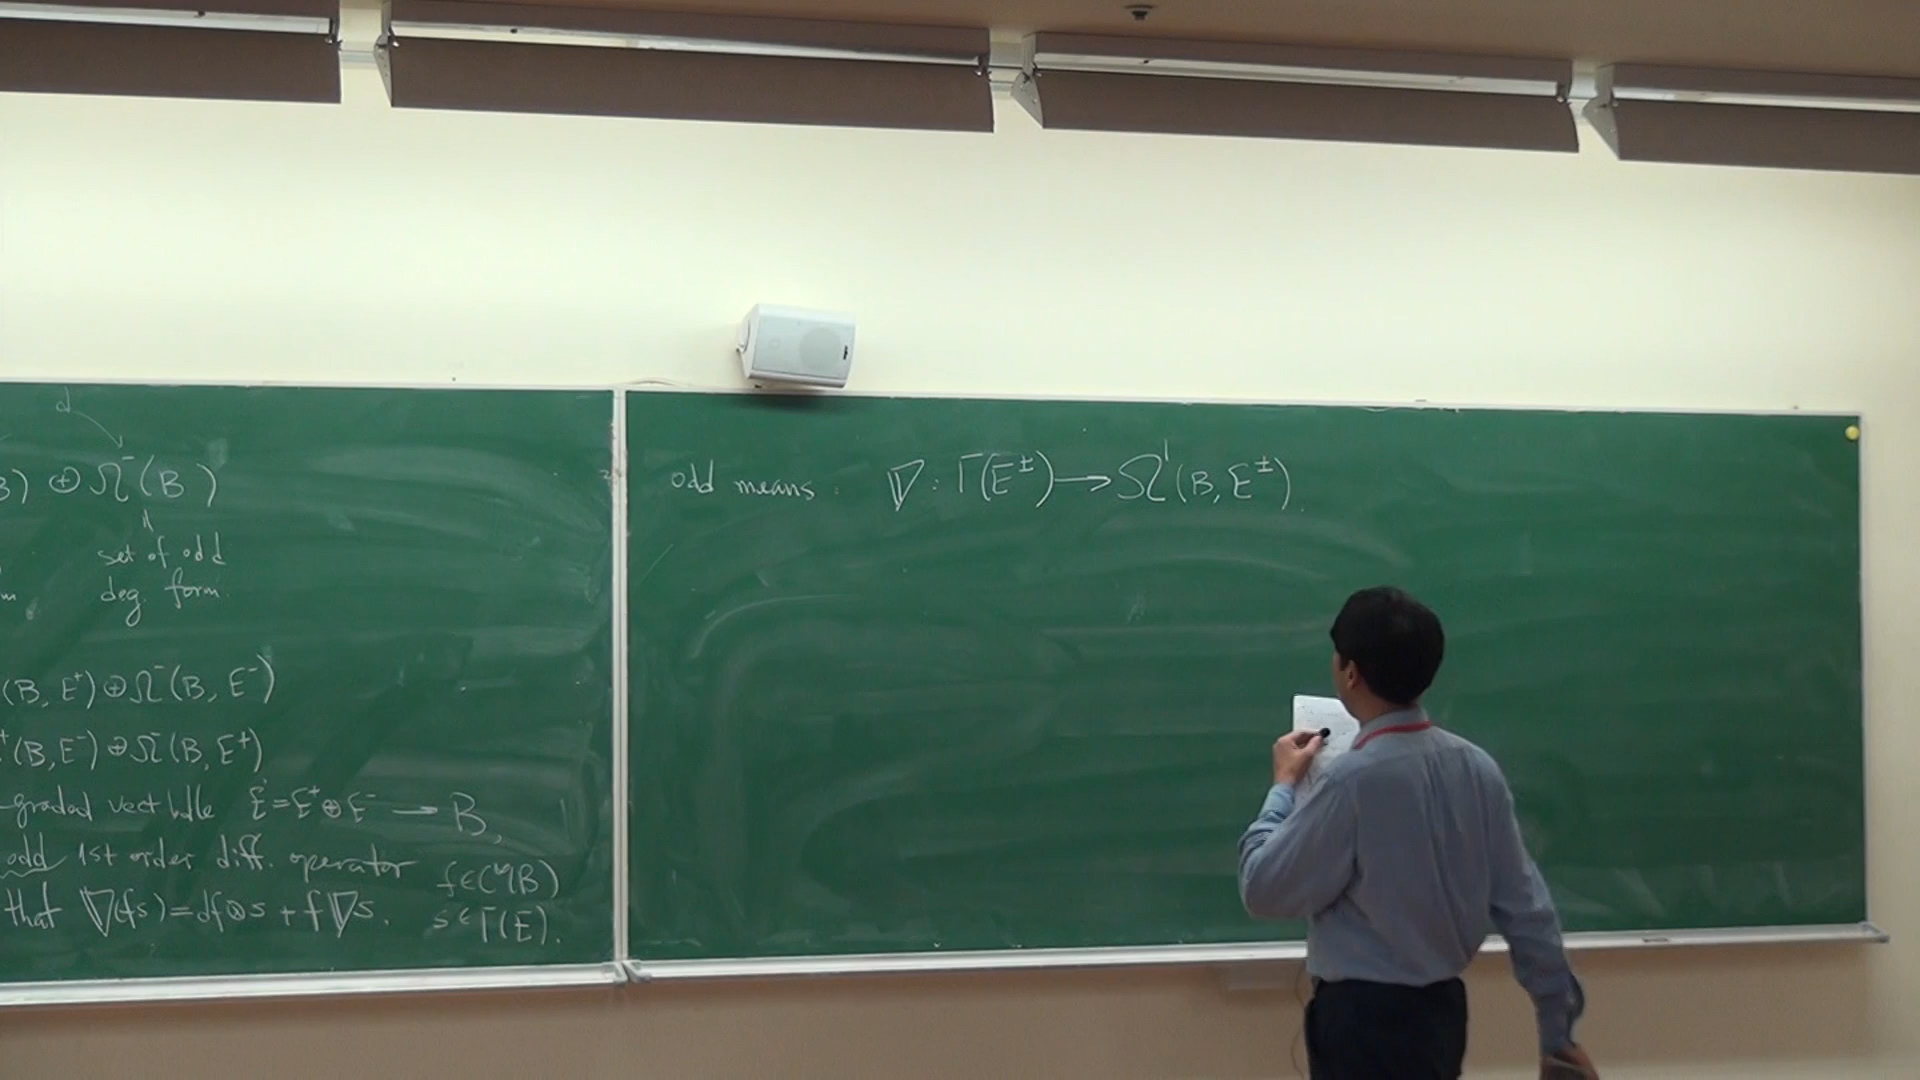 d
B) ⊕ Ω⁻(B)
set of odd
deg. form.
m
(B, E⁺) ⊕ Ω⁻(B, E⁻)
⁺(B, E⁻) ⊕ Ω⁻(B, E⁺)
-graded vect bdle E = E⁺ ⊕ E⁻ → B,
odd 1st order diff. operator f ∈ C^∞(B)
that ∇(fs) = df⊗s + f∇s. s ∈ Γ(E).
odd means : ∇ : Γ(E^±) → Ω¹(B, E^±).